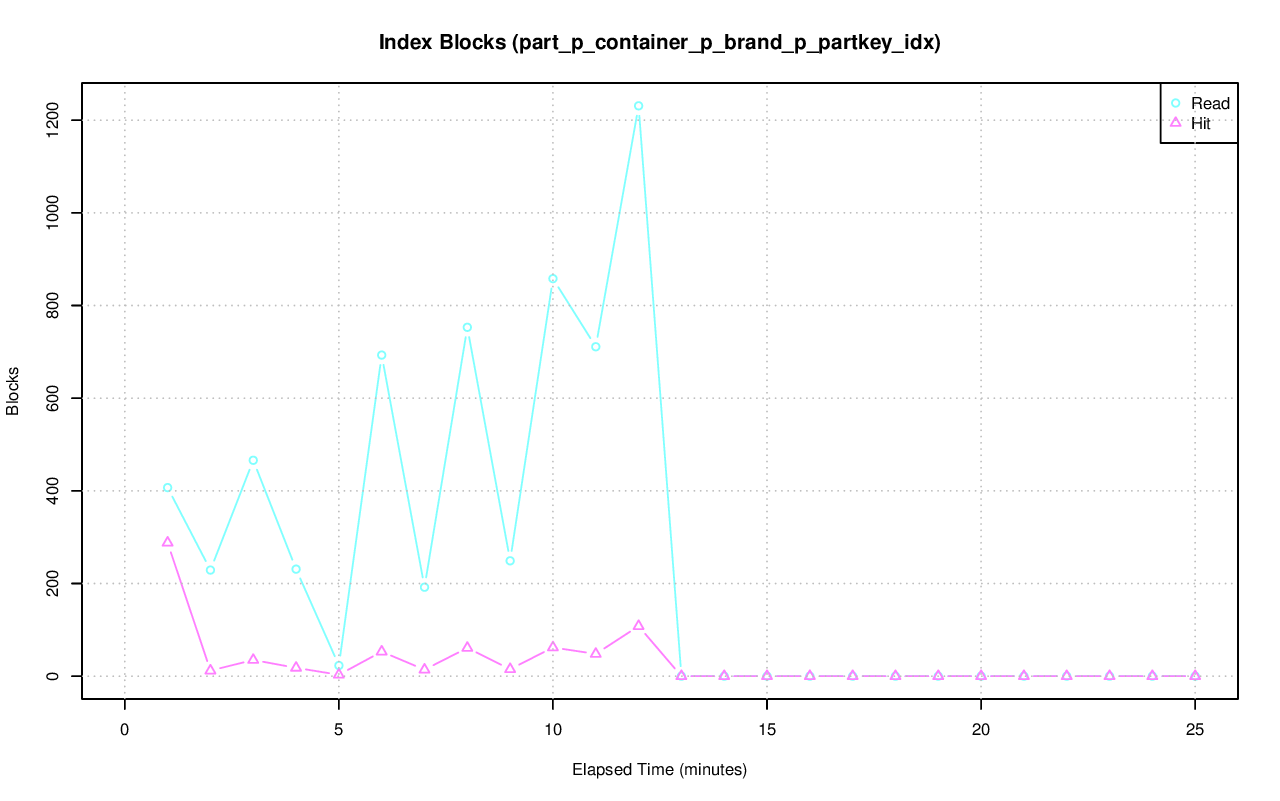 Index Blocks (part_p_container_p_brand_p_partkey_idx)
Read
Hit
Blocks
1200
1000
800
600
400
200
0
0 5 10 15 20 25
Elapsed Time (minutes)